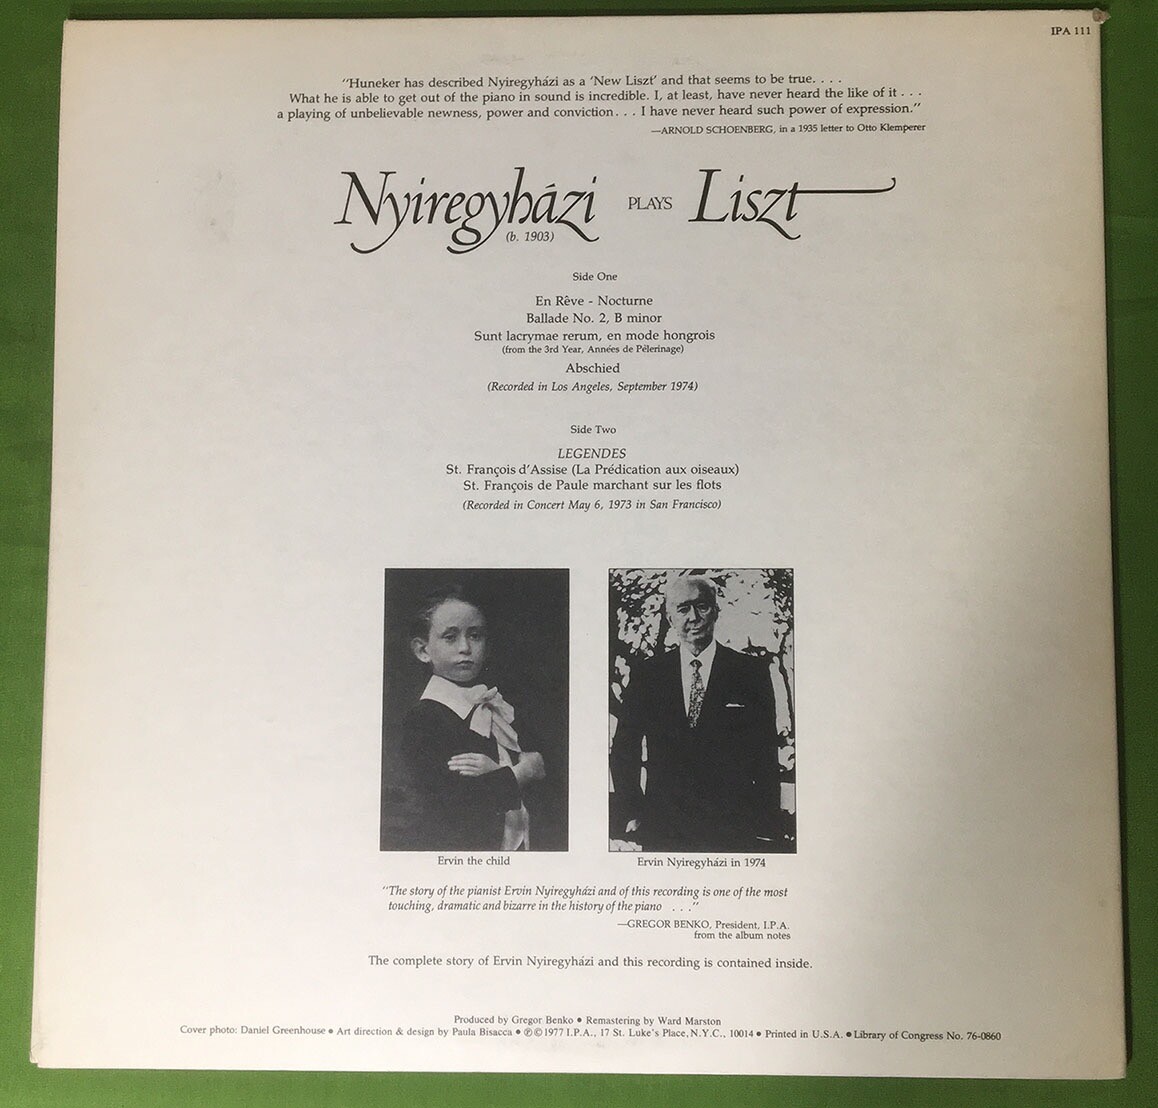 IPA 111
“Huneker has described Nyiregyházi as a ‘New Liszt’ and that seems to be true. . . .
What he is able to get out of the piano in sound is incredible. I, at least, have never heard the like of it . . .
a playing of unbelievable newness, power and conviction. . . I have never heard such power of expression.”
—ARNOLD SCHOENBERG, in a 1935 letter to Otto Klemperer
Nyiregyházi PLAYS Liszt
(b. 1903)
Side One
En Rêve - Nocturne
Ballade No. 2, B minor
Sunt lacrymae rerum, en mode hongrois
(from the 3rd Year, Années de Pélerinage)
Abschied
(Recorded in Los Angeles, September 1974)
Side Two
LEGENDES
St. François d’Assise (La Prédication aux oiseaux)
St. François de Paule marchant sur les flots
(Recorded in Concert May 6, 1973 in San Francisco)
Ervin the child
Ervin Nyiregyházi in 1974
“The story of the pianist Ervin Nyiregyházi and of this recording is one of the most
touching, dramatic and bizarre in the history of the piano . . .”
—GREGOR BENKO, President, I.P.A.
from the album notes
The complete story of Ervin Nyiregyházi and this recording is contained inside.
Produced by Gregor Benko • Remastering by Ward Marston
Cover photo: Daniel Greenhouse • Art direction & design by Paula Bisacca • ℗©1977 I.P.A., 17 St. Luke’s Place, N.Y.C., 10014 • Printed in U.S.A. • Library of Congress No. 76-0860